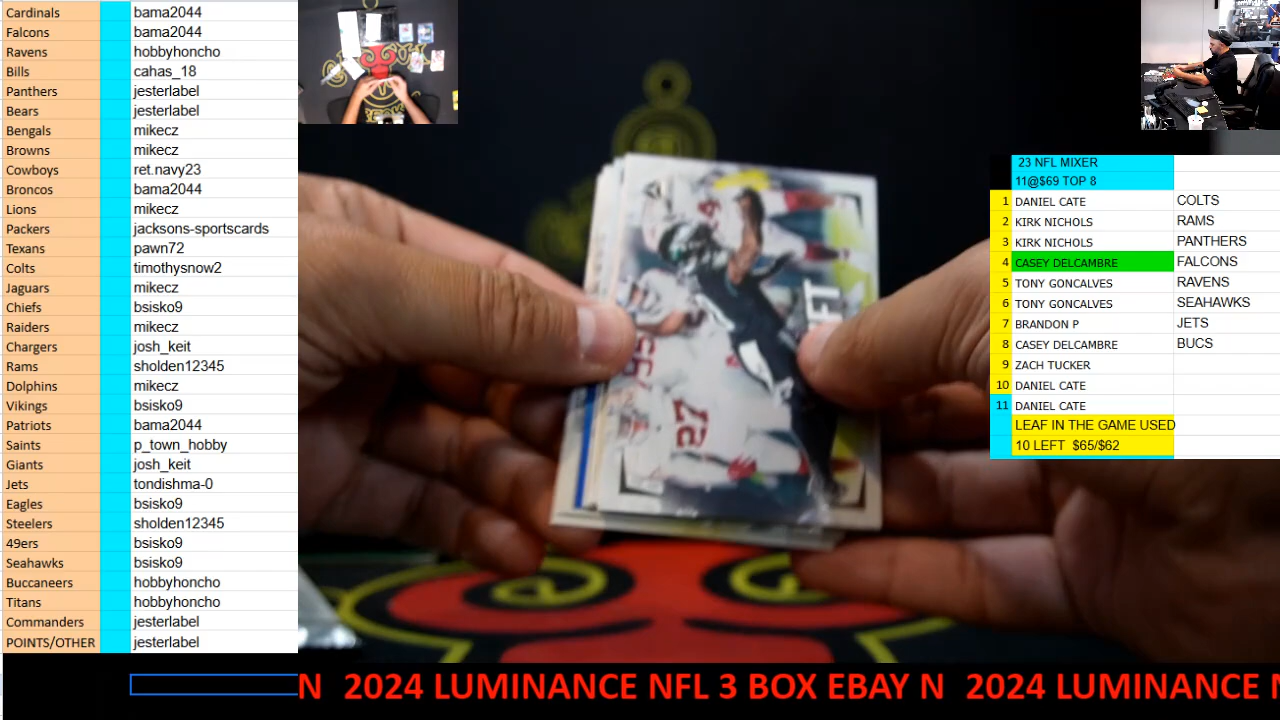 Cardinals bama2044
Falcons bama2044
Ravens hobbyhoncho
Bills cahas_18
Panthers jesterlabel
Bears jesterlabel
Bengals mikecz
Browns mikecz
Cowboys ret.navy23
Broncos bama2044
Lions mikecz
Packers jacksons-sportscards
Texans pawn72
Colts timothysnow2
Jaguars mikecz
Chiefs bsisko9
Raiders mikecz
Chargers josh_keit
Rams sholden12345
Dolphins mikecz
Vikings bsisko9
Patriots bama2044
Saints p_town_hobby
Giants josh_keit
Jets tondishma-0
Eagles bsisko9
Steelers sholden12345
49ers bsisko9
Seahawks bsisko9
Buccaneers hobbyhoncho
Titans hobbyhoncho
Commanders jesterlabel
POINTS/OTHER jesterlabel
27
23 NFL MIXER
11@$69 TOP 8
1 DANIEL CATE COLTS
2 KIRK NICHOLS RAMS
3 KIRK NICHOLS PANTHERS
4 CASEY DELCAMBRE FALCONS
5 TONY GONCALVES RAVENS
6 TONY GONCALVES SEAHAWKS
7 BRANDON P JETS
8 CASEY DELCAMBRE BUCS
9 ZACH TUCKER
10 DANIEL CATE
11 DANIEL CATE
LEAF IN THE GAME USED
10 LEFT $65/$62
N 2024 LUMINANCE NFL 3 BOX EBAY N 2024 LUMINANCE N